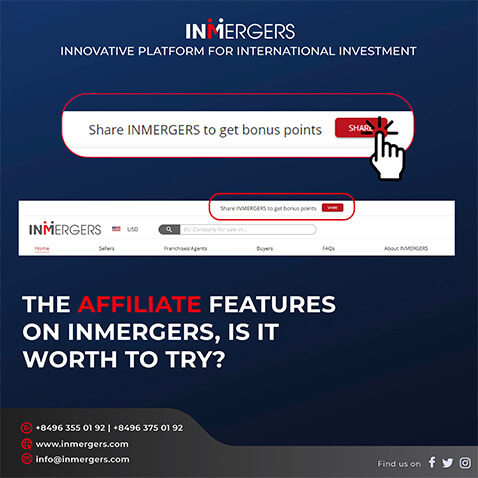 INMERGERS
INNOVATIVE PLATFORM FOR INTERNATIONAL INVESTMENT
Share INMERGERS to get bonus points SHARE
Share INMERGERS to get bonus points SHARE
INMERGERS USD Ex: Company for sale in...
Home Sellers Franchises/Agents Buyers FAQs About INMERGERS
THE AFFILIATE FEATURES
ON INMERGERS, IS IT
WORTH TO TRY?
+8496 355 01 92 | +8496 375 01 92
www.inmergers.com
info@inmergers.com
Find us on